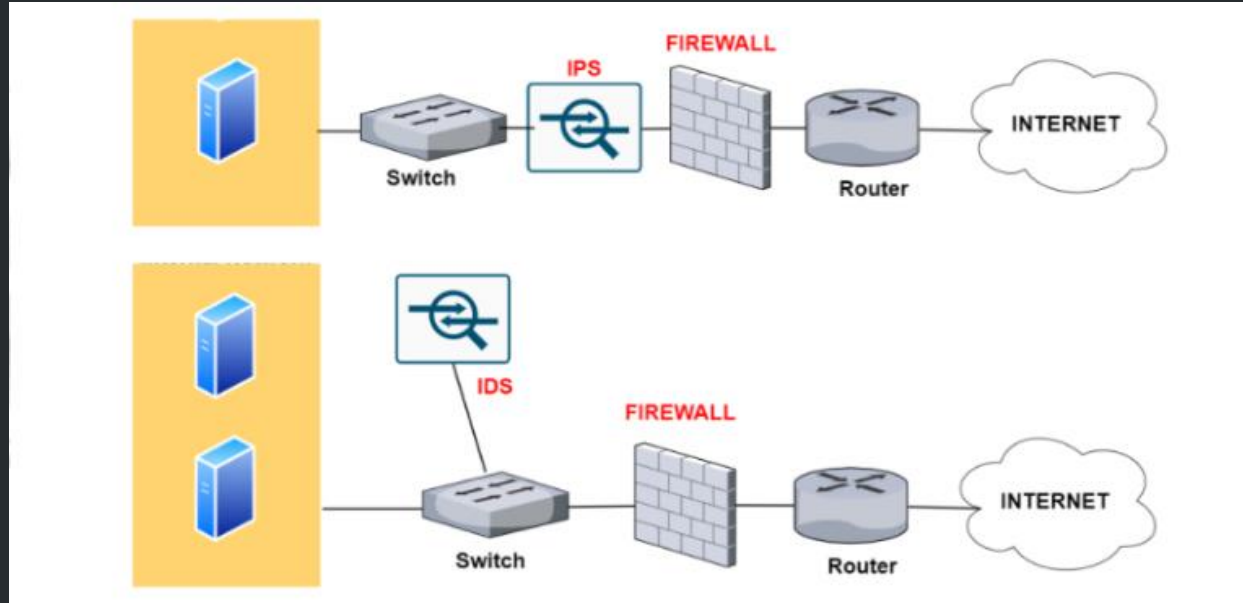 FIREWALL
IPS
INTERNET
Switch
Router
IDS
FIREWALL
INTERNET
Switch
Router